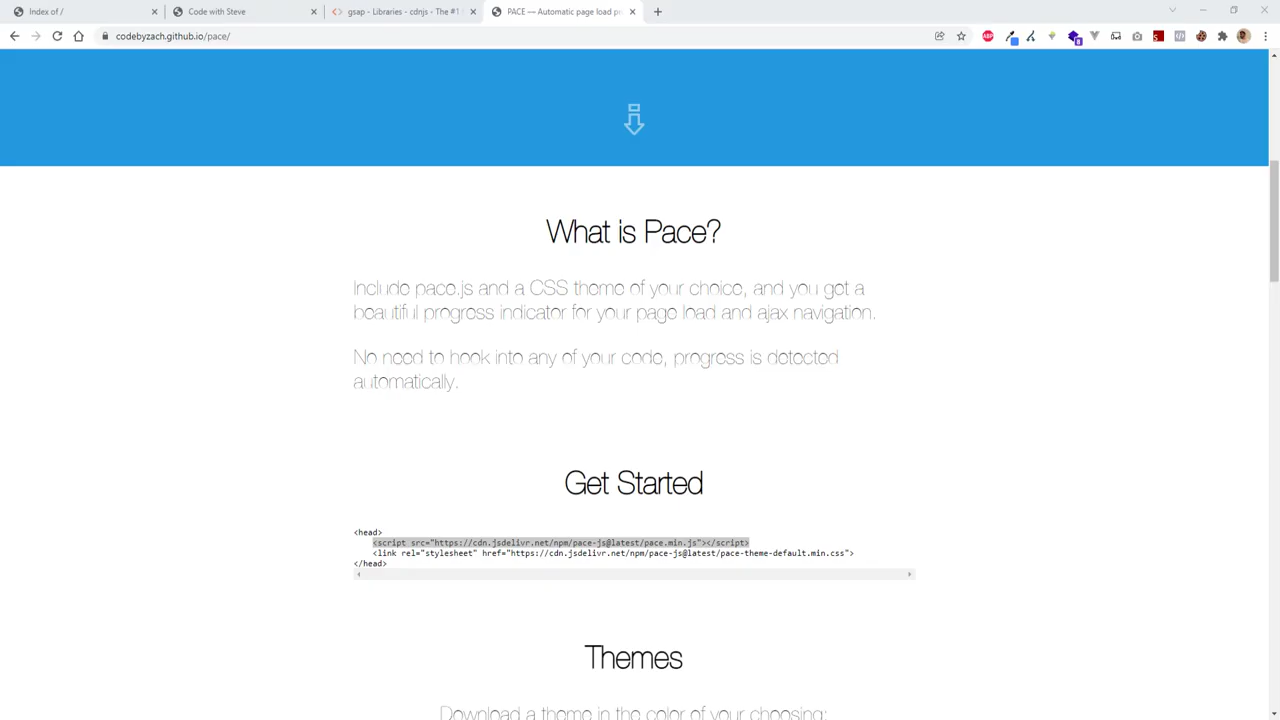 Index of /
Code with Steve
gsap - Libraries - cdnjs - The #1
PACE — Automatic page load pr
codebyzach.github.io/pace/
ABP
What is Pace?
Include pace.js and a CSS theme of your choice, and you get a
beautiful progress indicator for your page load and ajax navigation.
No need to hook into any of your code, progress is detected
automatically.
Get Started
<head>
<script src="https://cdn.jsdelivr.net/npm/pace-js@latest/pace.min.js"></script>
<link rel="stylesheet" href="https://cdn.jsdelivr.net/npm/pace-js@latest/pace-theme-default.min.css">
</head>
Themes
Download a theme in the color of your choosing: